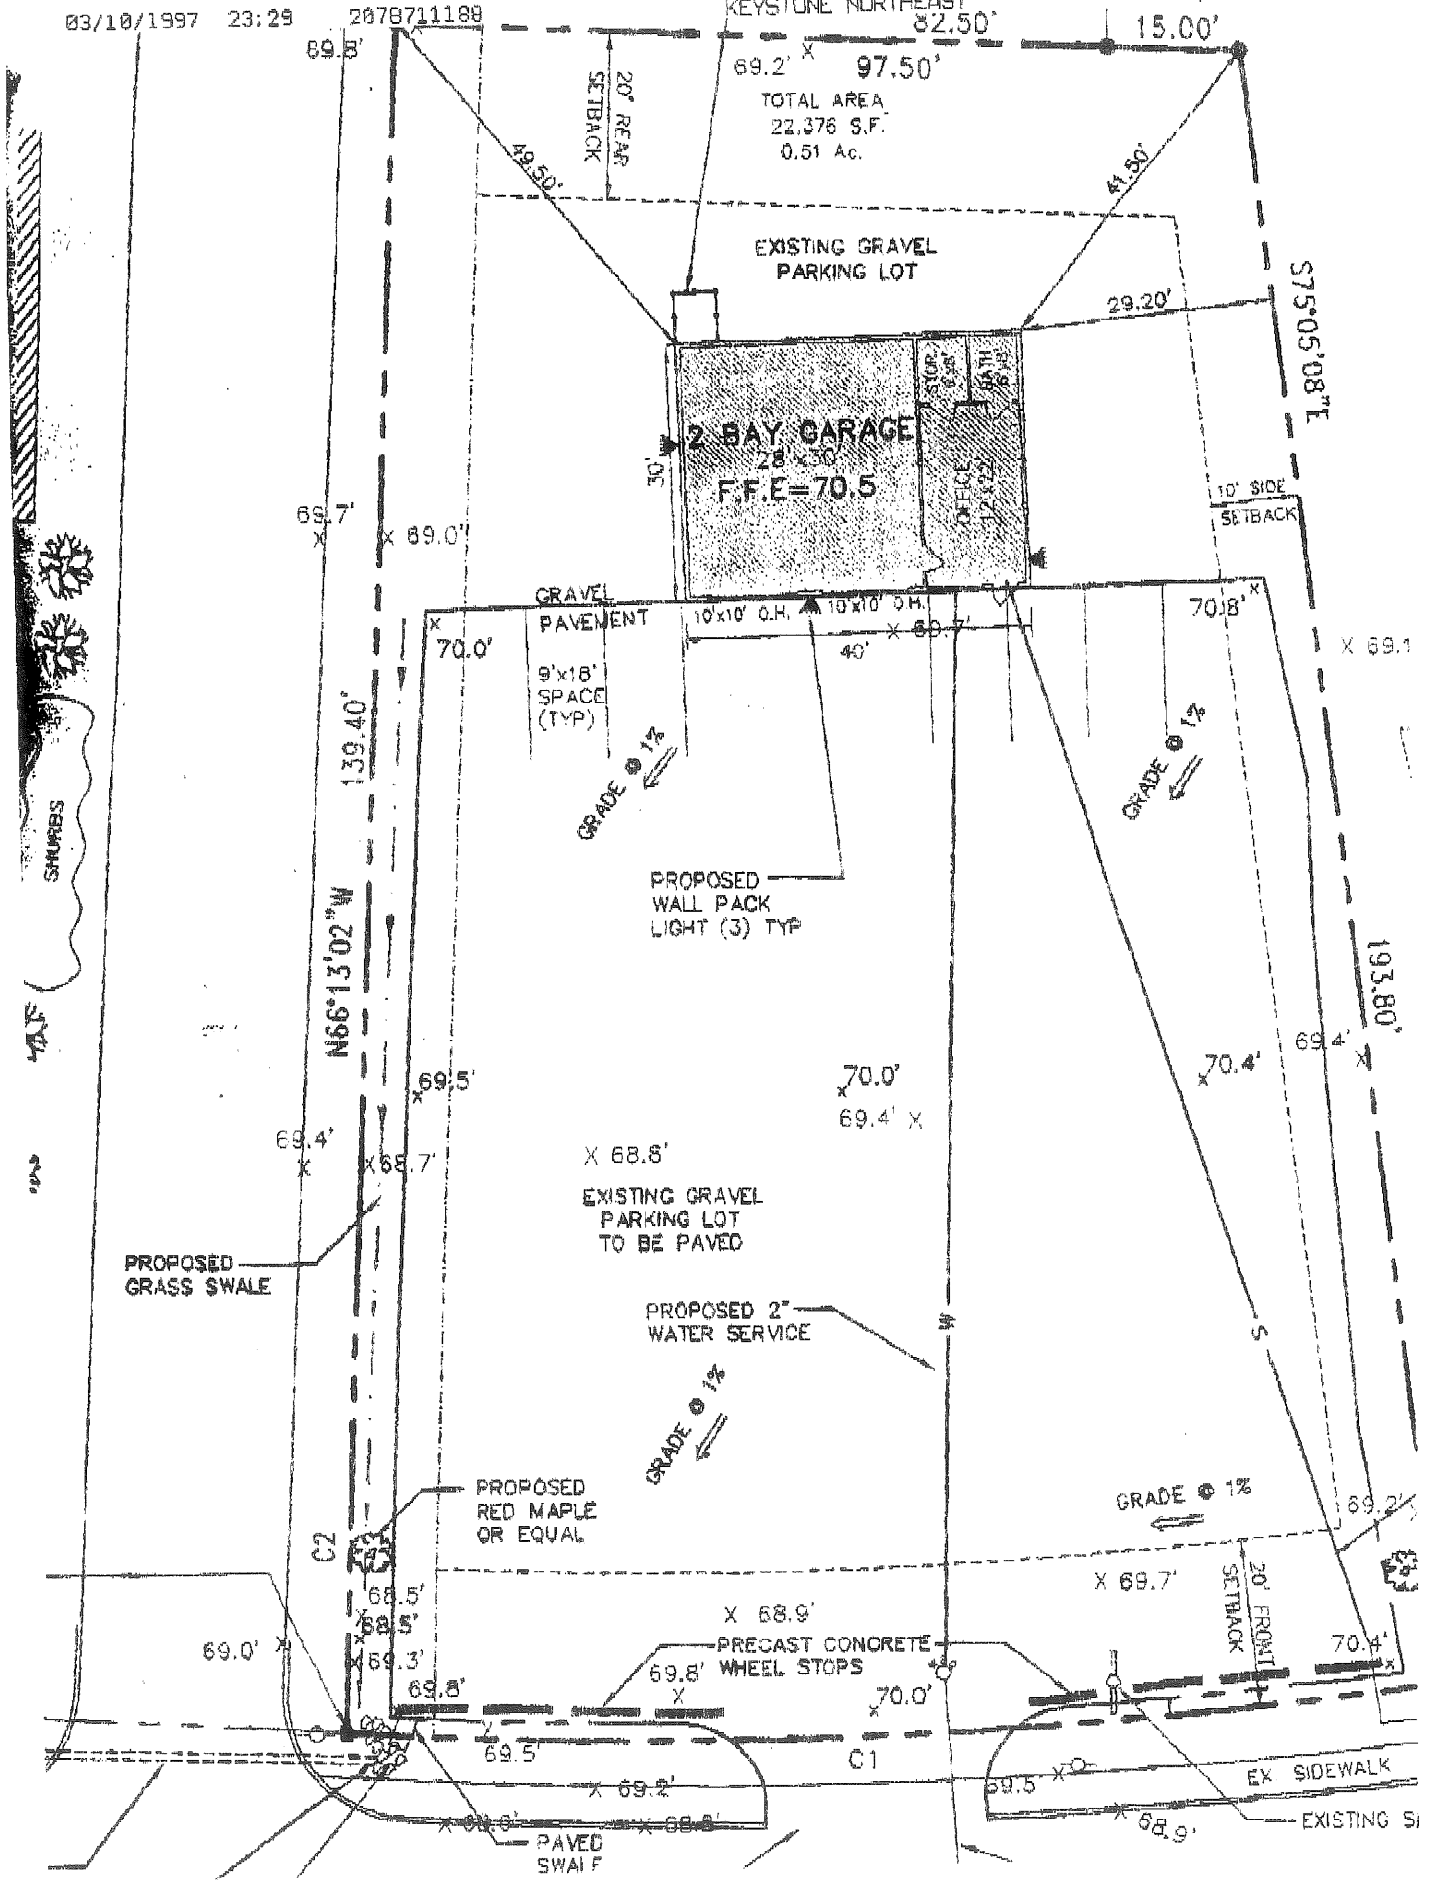 03/10/1997 23:29 2078711188
KEYSTONE NORTHEAST
82.50' 15.00'
69.8'
69.2' X
97.50'
TOTAL AREA
22,376 S.F.
0.51 Ac.
20' REAR
SETBACK
49.50'
41.50'
EXISTING GRAVEL
PARKING LOT
29.20'
S75°05'08"E
STOR.
BATH
2 BAY GARAGE
28'x30'
F.F.E=70.5
OFFICE
12'x22'
30'
10' SIDE
SETBACK
69.7'
X
X 69.0'
GRAVEL
PAVEMENT
10'x10' O.H.
10'x10' O.H.
X 69.7'
40'
70.8' X
X
70.0'
X 69.1
9'x18'
SPACE
(TYP)
139.40'
GRADE @ 1%
GRADE @ 1%
SHURBS
PROPOSED
WALL PACK
LIGHT (3) TYP
N66°13'02"W
193.80'
x 69.5'
x 70.0'
69.4' X
x 70.4'
69.4' X
69.4'
X
X 68.7'
X 68.8'
EXISTING GRAVEL
PARKING LOT
TO BE PAVED
PROPOSED
GRASS SWALE
PROPOSED 2"
WATER SERVICE
W
S
GRADE @ 1%
GRADE @ 1%
PROPOSED
RED MAPLE
OR EQUAL
69.2'
C2
68.5'
X
68.5'
x
X 69.3'
69.0' X
X 68.9'
X 69.7'
20' FRONT
SETBACK
PRECAST CONCRETE
WHEEL STOPS
69.8'
69.8'
X
x 70.0'
70.4'
x
69.5'
C1
X 69.2'
69.5 X
EX. SIDEWALK
X 68.9'
EXISTING SI
PAVED
SWALE